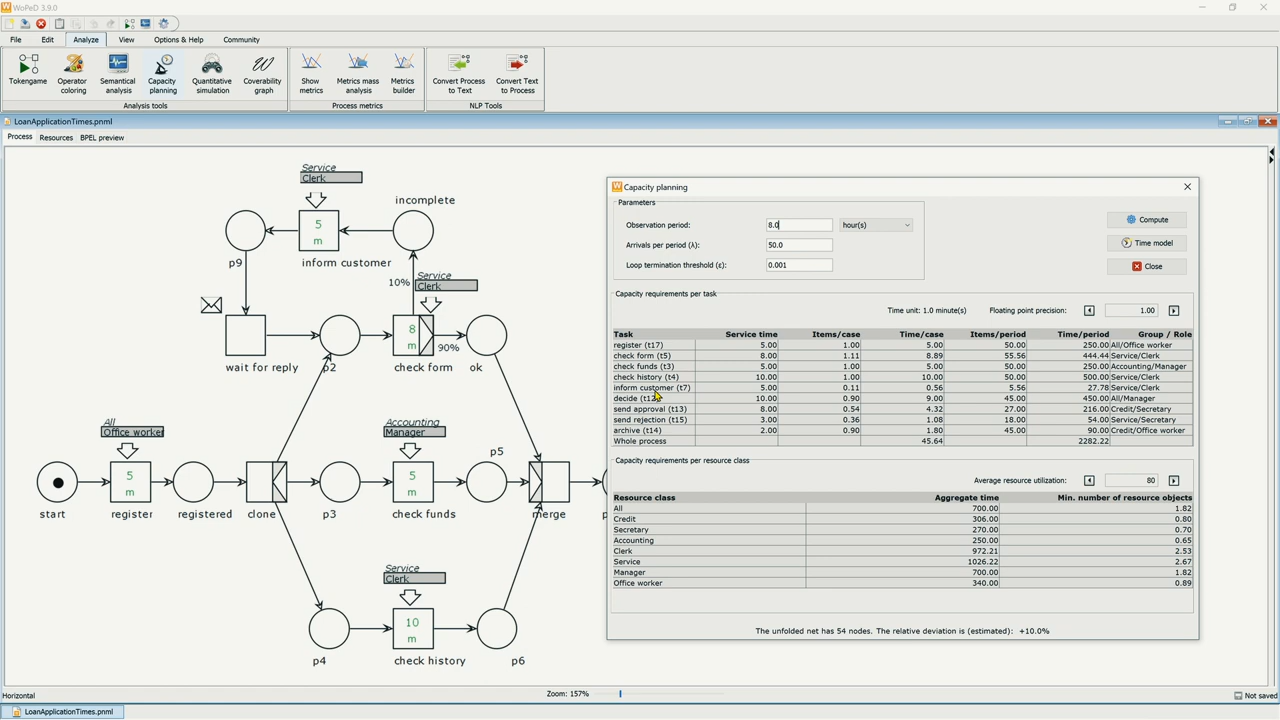 WoPeD 3.9.0
File Edit Analyze View Options & Help Community
Tokengame
Operator coloring
Semantical analysis
Capacity planning
Quantitative simulation
Coverability graph
Show metrics
Metrics mass analysis
Metrics builder
Convert Process to Text
Convert Text to Process
Analysis tools
Process metrics
NLP Tools
LoanApplicationTimes.pnml
Process Resources BPEL preview
Service
Clerk
incomplete
5
m
p9
inform customer
Service
Clerk
10%
8
m
90%
wait for reply
p2
check form
ok
All
Office worker
Accounting
Manager
p5
5
m
5
m
start
register
registered
clone
p3
check funds
merge
Service
Clerk
10
m
p4
check history
p6
Capacity planning
Parameters
Observation period: 8.0 hour(s)
Arrivals per period (λ): 50.0
Loop termination threshold (ε): 0.001
Compute
Time model
Close
Capacity requirements per task
Time unit: 1.0 minute(s) Floating point precision: 1.00
Task Service time Items/case Time/case Items/period Time/period Group / Role
register (t17) 5.00 1.00 5.00 50.00 250.00 All/Office worker
check form (t5) 8.00 1.11 8.89 55.56 444.44 Service/Clerk
check funds (t3) 5.00 1.00 5.00 50.00 250.00 Accounting/Manager
check history (t4) 10.00 1.00 10.00 50.00 500.00 Service/Clerk
inform customer (t7) 5.00 0.11 0.56 5.56 27.78 Service/Clerk
decide (t12) 10.00 0.90 9.00 45.00 450.00 All/Manager
send approval (t13) 8.00 0.54 4.32 27.00 216.00 Credit/Secretary
send rejection (t15) 3.00 0.36 1.08 18.00 54.00 Service/Secretary
archive (t14) 2.00 0.90 1.80 45.00 90.00 Credit/Office worker
Whole process 45.64 2282.22
Capacity requirements per resource class
Average resource utilization: 80
Resource class Aggregate time Min. number of resource objects
All 700.00 1.82
Credit 306.00 0.80
Secretary 270.00 0.70
Accounting 250.00 0.65
Clerk 972.21 2.53
Service 1026.22 2.67
Manager 700.00 1.82
Office worker 340.00 0.89
The unfolded net has 54 nodes. The relative deviation is (estimated): +10.0%
Horizontal
Zoom: 157%
Not saved
LoanApplicationTimes.pnml